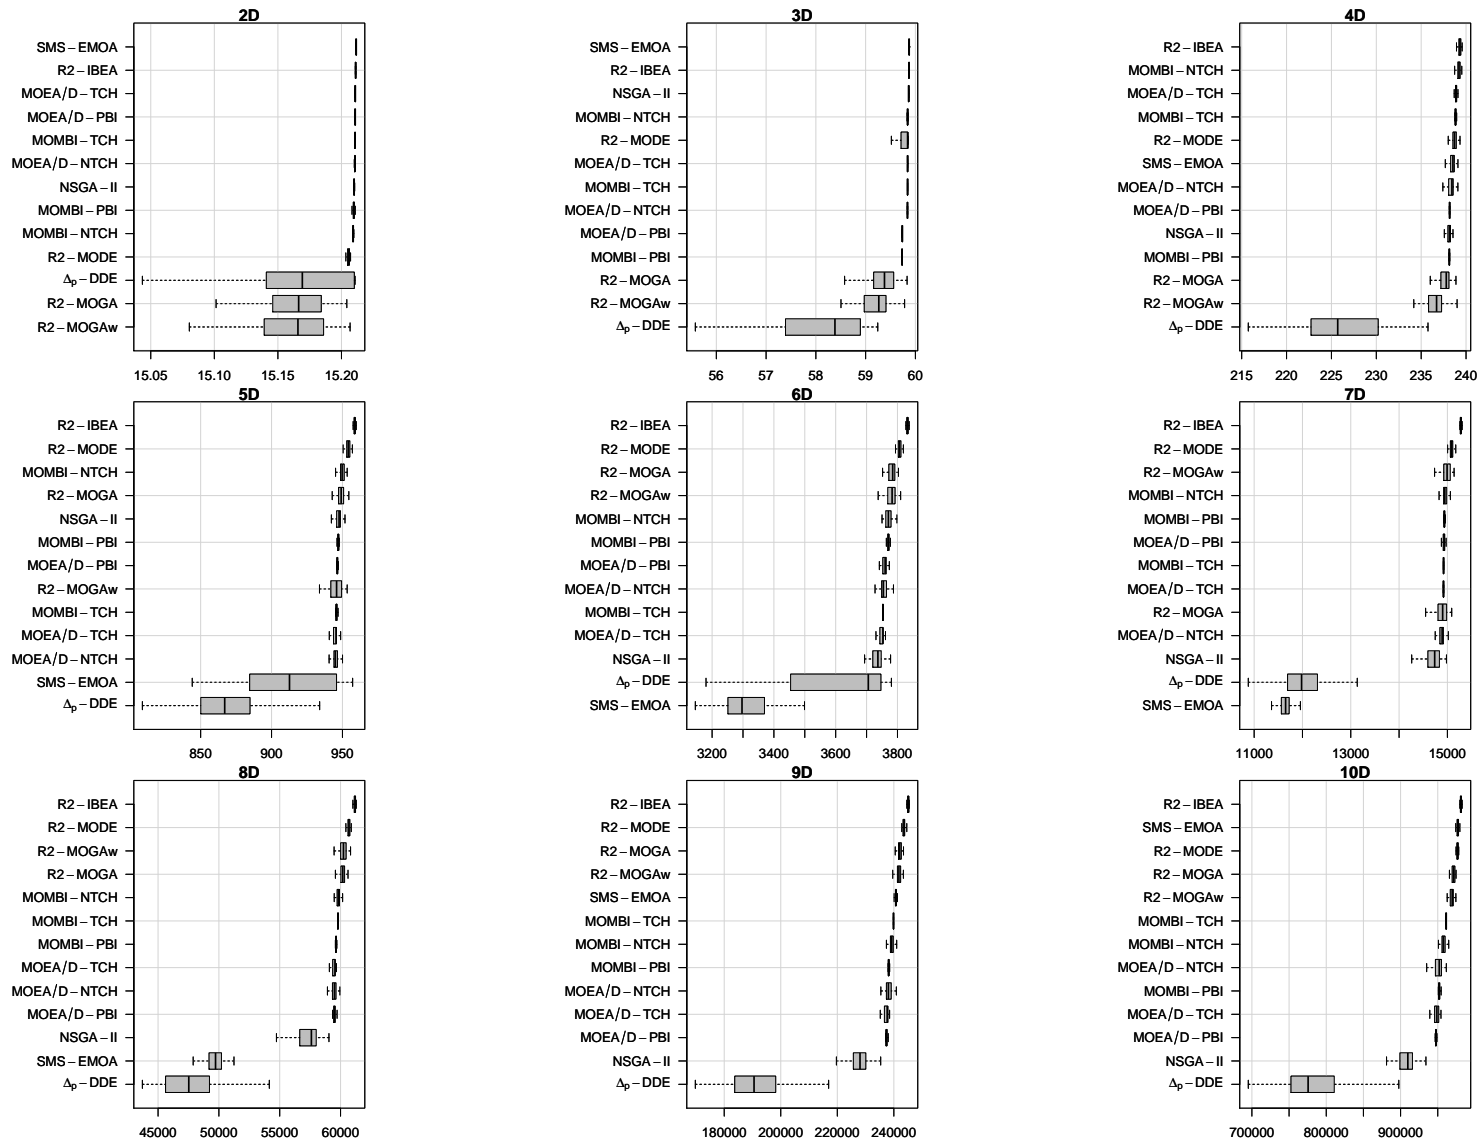 2D
SMS−EMOA
R2−IBEA
MOEA/D−TCH
MOEA/D−PBI
MOMBI−TCH
MOEA/D−NTCH
NSGA−II
MOMBI−PBI
MOMBI−NTCH
R2−MODE
Δp−DDE
R2−MOGA
R2−MOGAw
15.05 15.10 15.15 15.20
3D
SMS−EMOA
R2−IBEA
NSGA−II
MOMBI−NTCH
R2−MODE
MOEA/D−TCH
MOMBI−TCH
MOEA/D−NTCH
MOEA/D−PBI
MOMBI−PBI
R2−MOGA
R2−MOGAw
Δp−DDE
56 57 58 59 60
4D
R2−IBEA
MOMBI−NTCH
MOEA/D−TCH
MOMBI−TCH
R2−MODE
SMS−EMOA
MOEA/D−NTCH
MOEA/D−PBI
NSGA−II
MOMBI−PBI
R2−MOGA
R2−MOGAw
Δp−DDE
215 220 225 230 235 240
5D
R2−IBEA
R2−MODE
MOMBI−NTCH
R2−MOGA
NSGA−II
MOMBI−PBI
MOEA/D−PBI
R2−MOGAw
MOMBI−TCH
MOEA/D−TCH
MOEA/D−NTCH
SMS−EMOA
Δp−DDE
850 900 950
6D
R2−IBEA
R2−MODE
R2−MOGA
R2−MOGAw
MOMBI−NTCH
MOMBI−PBI
MOEA/D−PBI
MOEA/D−NTCH
MOMBI−TCH
MOEA/D−TCH
NSGA−II
Δp−DDE
SMS−EMOA
3200 3400 3600 3800
7D
R2−IBEA
R2−MODE
R2−MOGAw
MOMBI−NTCH
MOMBI−PBI
MOEA/D−PBI
MOMBI−TCH
MOEA/D−TCH
R2−MOGA
MOEA/D−NTCH
NSGA−II
Δp−DDE
SMS−EMOA
11000 13000 15000
8D
R2−IBEA
R2−MODE
R2−MOGAw
R2−MOGA
MOMBI−NTCH
MOMBI−TCH
MOMBI−PBI
MOEA/D−TCH
MOEA/D−NTCH
MOEA/D−PBI
NSGA−II
SMS−EMOA
Δp−DDE
45000 50000 55000 60000
9D
R2−IBEA
R2−MODE
R2−MOGA
R2−MOGAw
SMS−EMOA
MOMBI−TCH
MOMBI−NTCH
MOMBI−PBI
MOEA/D−NTCH
MOEA/D−TCH
MOEA/D−PBI
NSGA−II
Δp−DDE
180000 200000 220000 240000
10D
R2−IBEA
SMS−EMOA
R2−MODE
R2−MOGA
R2−MOGAw
MOMBI−TCH
MOMBI−NTCH
MOEA/D−NTCH
MOMBI−PBI
MOEA/D−TCH
MOEA/D−PBI
NSGA−II
Δp−DDE
700000 800000 900000